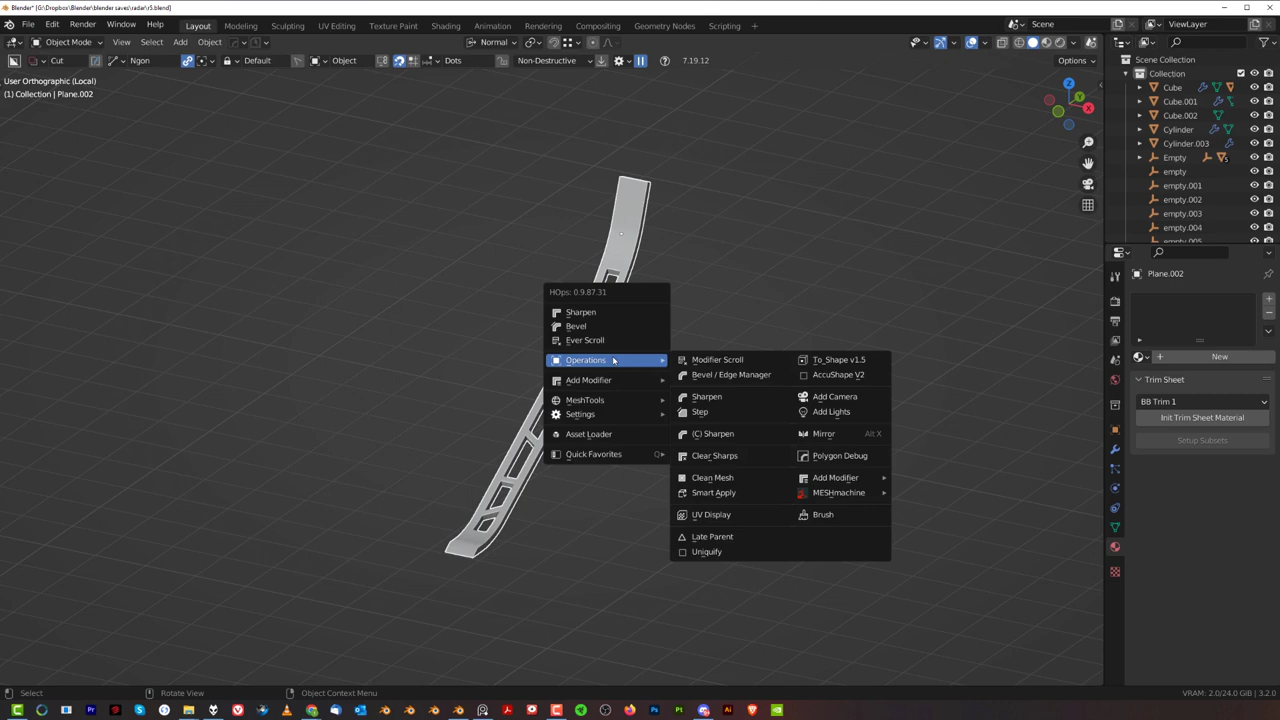 Blender* [G:\Dropbox\Blender\blender saves\radar\r5.blend]
File Edit Render Window Help Layout Modeling Sculpting UV Editing Texture Paint Shading Animation Rendering Compositing Geometry Nodes Scripting + Scene ViewLayer
Object Mode View Select Add Object Normal
Cut Ngon Default Object Dots Non-Destructive 7.19.12 Options
User Orthographic (Local)
(1) Collection | Plane.002
Z
Y
X
Scene Collection
Collection
Cube
Cube.001
Cube.002
Cylinder
Cylinder.003
Empty 5
empty
empty.001
empty.002
empty.003
empty.004
empty.005
Plane.002
New
Trim Sheet
BB Trim 1
Init Trim Sheet Material
Setup Subsets
HOps: 0.9.87.31
Sharpen
Bevel
Ever Scroll
Operations
Add Modifier
MeshTools
Settings
Asset Loader
Quick Favorites Q
Modifier Scroll
Bevel / Edge Manager
Sharpen
Step
(C) Sharpen
Clear Sharps
Clean Mesh
Smart Apply
UV Display
Late Parent
Uniquify
To_Shape v1.5
AccuShape V2
Add Camera
Add Lights
Mirror Alt X
Polygon Debug
Add Modifier
MESHmachine
Brush
Select Rotate View Object Context Menu VRAM: 2.0/24.0 GiB | 3.2.0